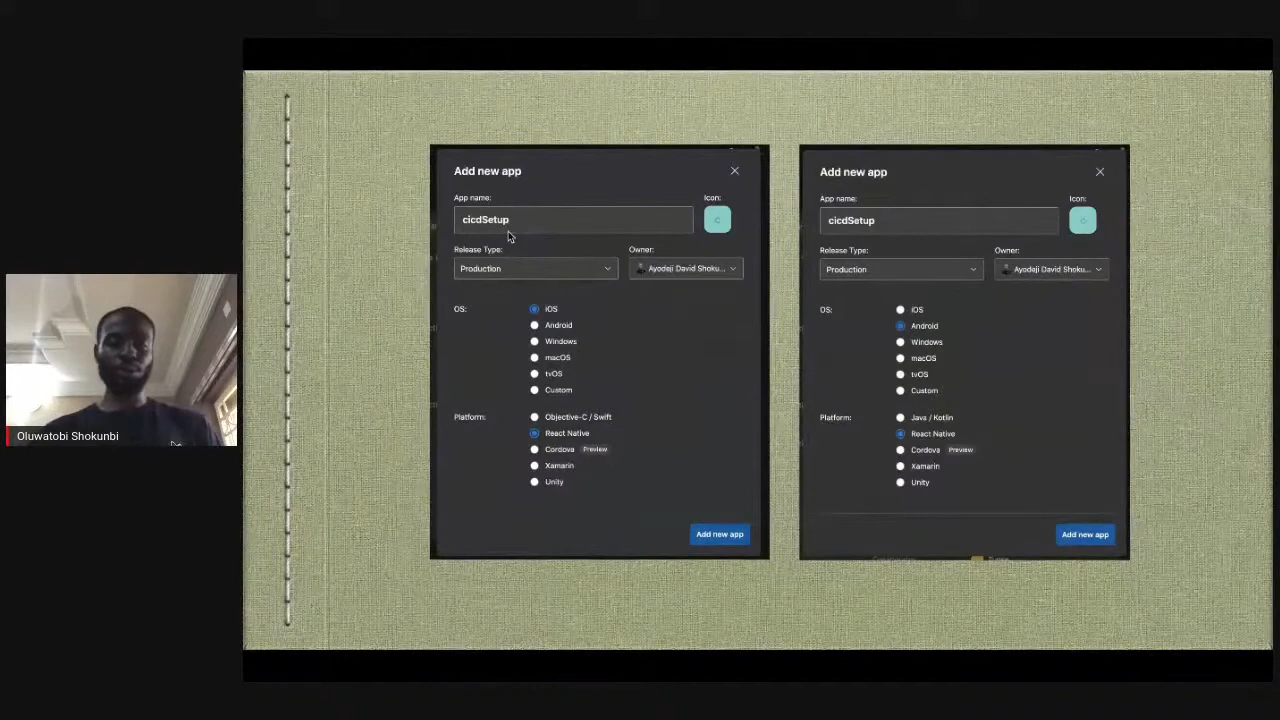 Add new app
App name:
Icon:
cicdSetup
C
Release Type:
Owner:
Production
Ayodeji David Shoku...
OS:
iOS
Android
Windows
macOS
tvOS
Custom
Platform:
Objective-C / Swift
React Native
Cordova Preview
Xamarin
Unity
Add new app
Add new app
App name:
Icon:
cicdSetup
Release Type:
Owner:
Production
Ayodeji David Shoku...
OS:
iOS
Android
Windows
macOS
tvOS
Custom
Platform:
Java / Kotlin
React Native
Cordova Preview
Xamarin
Unity
Add new app
Oluwatobi Shokunbi